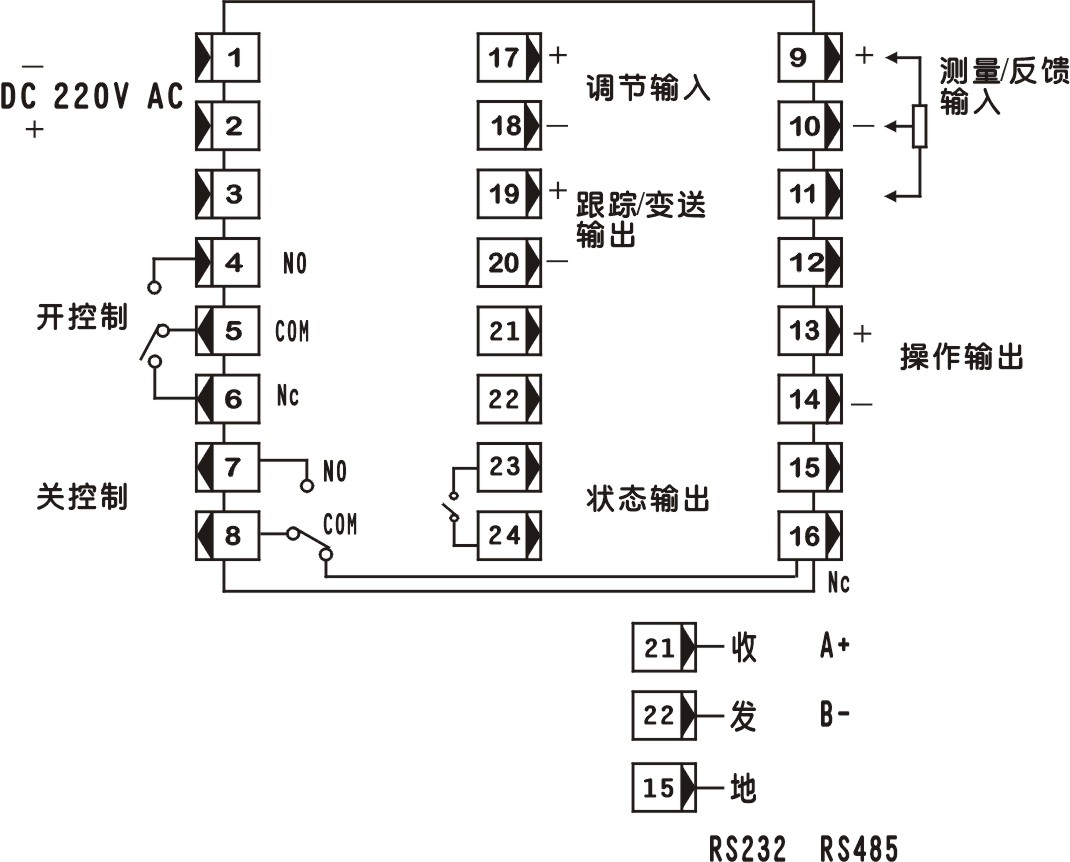 1
2
3
4
5
6
7
8
—
DC 220V AC
+
NO
COM
Nc
开控制
关控制
NO
COM
17 +
18 —
19 +
20 —
21
22
23
24
调节输入
跟踪/变送
输出
状态输出
9 +
10 —
11
12
13 +
14 —
15
16
测量/反馈
输入
操作输出
Nc
21 收 A+
22 发 B-
15 地
RS232 RS485